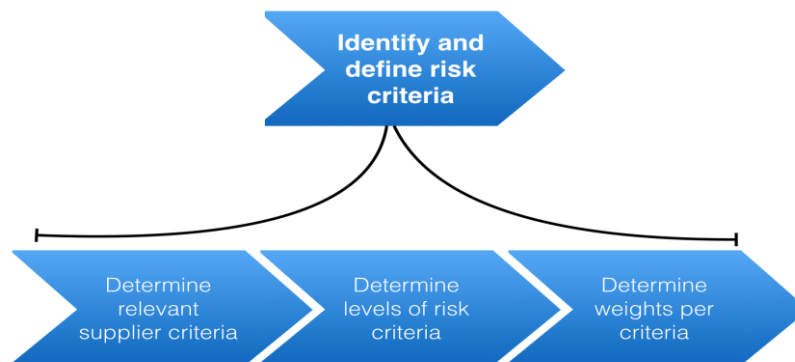 Identify and
define risk
criteria
Determine
relevant
supplier criteria
Determine
levels of risk
criteria
Determine
weights per
criteria